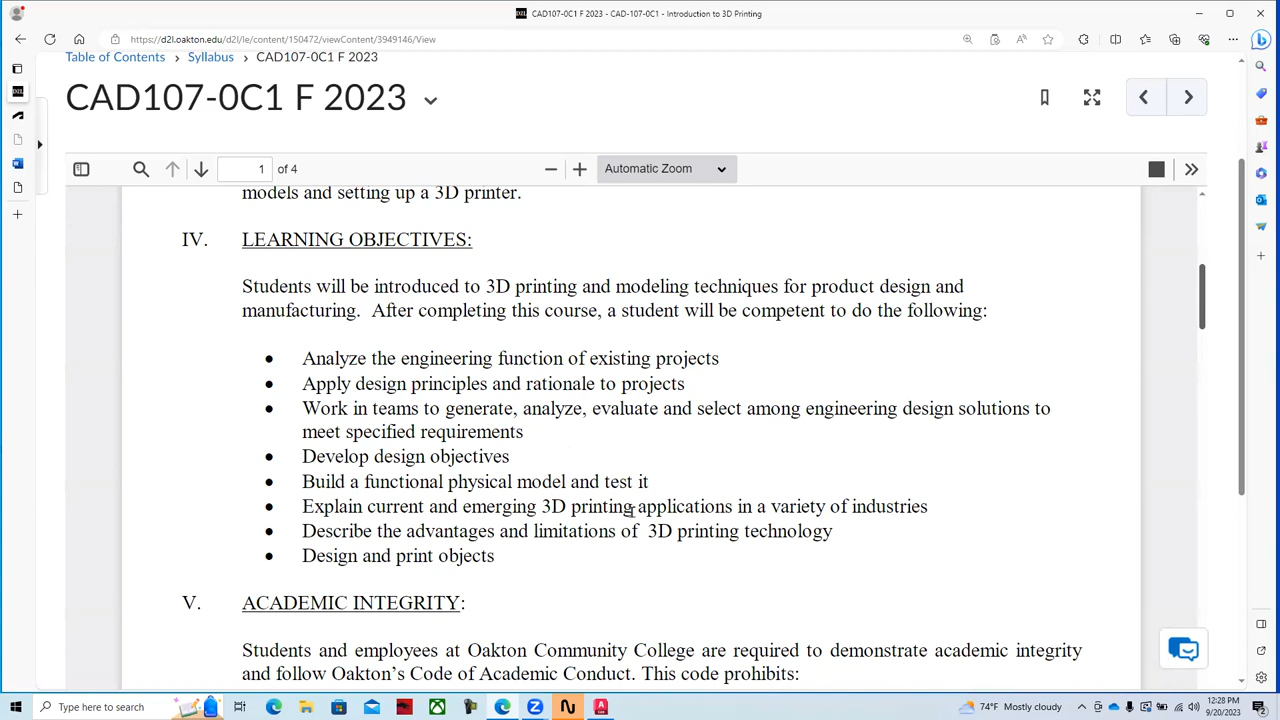 CAD107-0C1 F 2023 - CAD-107-0C1 - Introduction to 3D Printing
https://d2l.oakton.edu/d2l/le/content/150472/viewContent/3949146/View
Table of Contents > Syllabus > CAD107-0C1 F 2023
CAD107-0C1 F 2023
1 of 4
Automatic Zoom
models and setting up a 3D printer.
IV. LEARNING OBJECTIVES:
Students will be introduced to 3D printing and modeling techniques for product design and
manufacturing. After completing this course, a student will be competent to do the following:
• Analyze the engineering function of existing projects
• Apply design principles and rationale to projects
• Work in teams to generate, analyze, evaluate and select among engineering design solutions to
meet specified requirements
• Develop design objectives
• Build a functional physical model and test it
• Explain current and emerging 3D printing applications in a variety of industries
• Describe the advantages and limitations of 3D printing technology
• Design and print objects
V. ACADEMIC INTEGRITY:
Students and employees at Oakton Community College are required to demonstrate academic integrity
and follow Oakton's Code of Academic Conduct. This code prohibits:
Type here to search
74°F Mostly cloudy
12:28 PM
9/20/2023